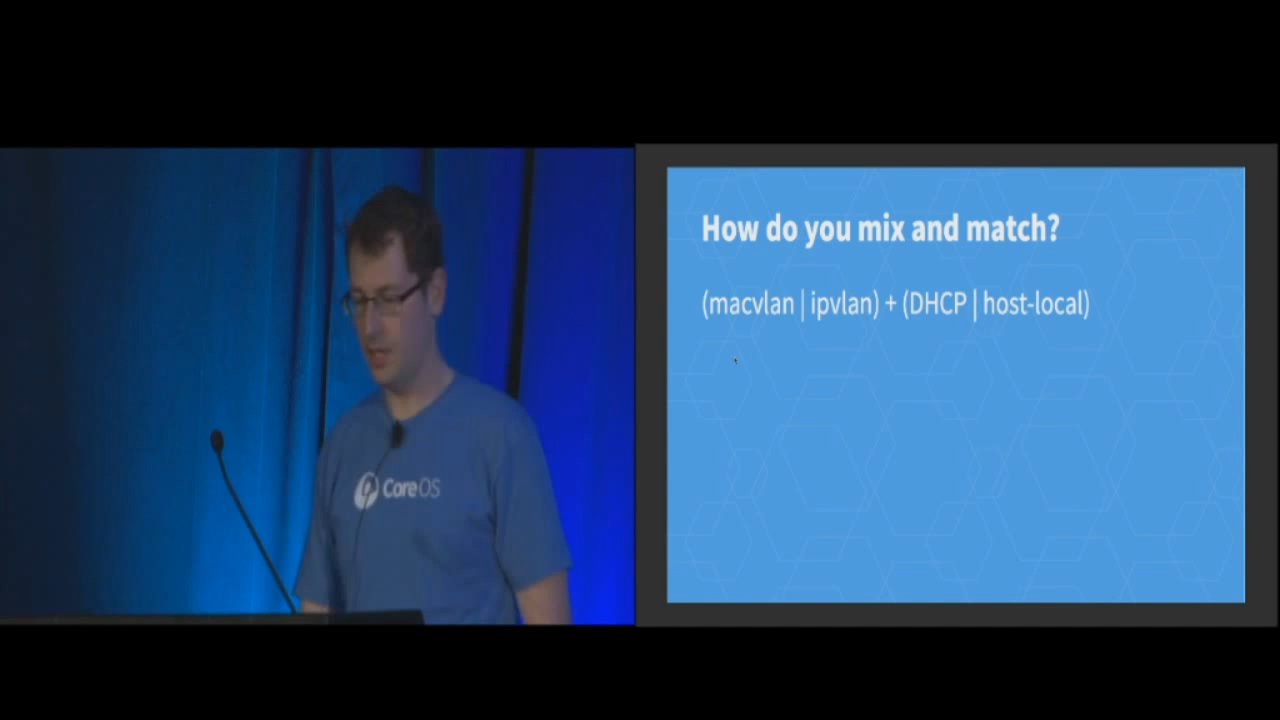 CoreOS
How do you mix and match?
(macvlan | ipvlan) + (DHCP | host-local)